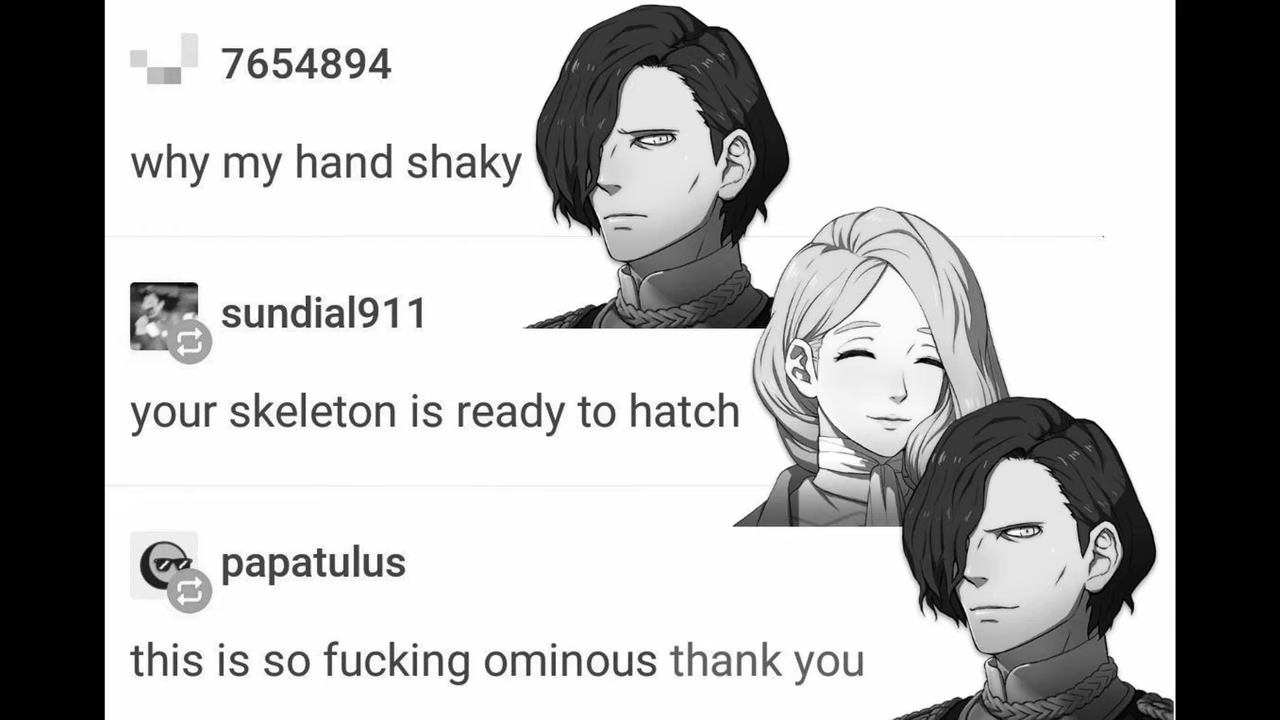 7654894
why my hand shaky
sundial911
your skeleton is ready to hatch
papatulus
this is so fucking ominous thank you